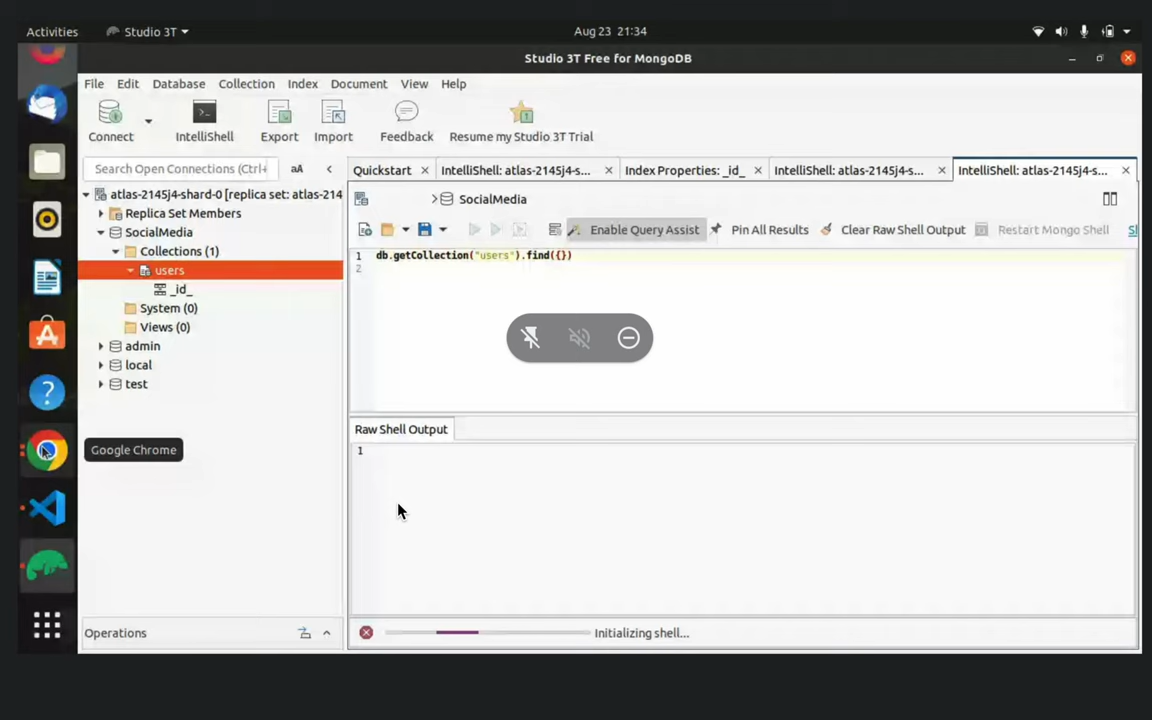 Activities Studio 3T Aug 23 21:34
Studio 3T Free for MongoDB
File Edit Database Collection Index Document View Help
Connect IntelliShell Export Import Feedback Resume my Studio 3T Trial
Search Open Connections (Ctrl+ aA
Quickstart IntelliShell: atlas-2145j4-s... Index Properties: _id_ IntelliShell: atlas-2145j4-s... IntelliShell: atlas-2145j4-s...
atlas-2145j4-shard-0 [replica set: atlas-214
Replica Set Members
SocialMedia
Collections (1)
users
_id_
System (0)
Views (0)
admin
local
test
SocialMedia
Enable Query Assist Pin All Results Clear Raw Shell Output Restart Mongo Shell
1 db.getCollection("users").find({})
2
Raw Shell Output
1
Google Chrome
Operations
Initializing shell...